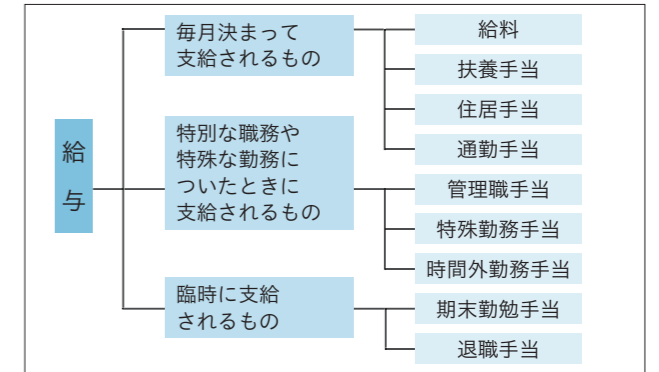 給与
毎月決まって
支給されるもの
給料
扶養手当
住居手当
通勤手当
特別な職務や
特殊な勤務に
ついたときに
支給されるもの
管理職手当
特殊勤務手当
時間外勤務手当
臨時に支給
されるもの
期末勤勉手当
退職手当